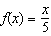 f(x) = x/5